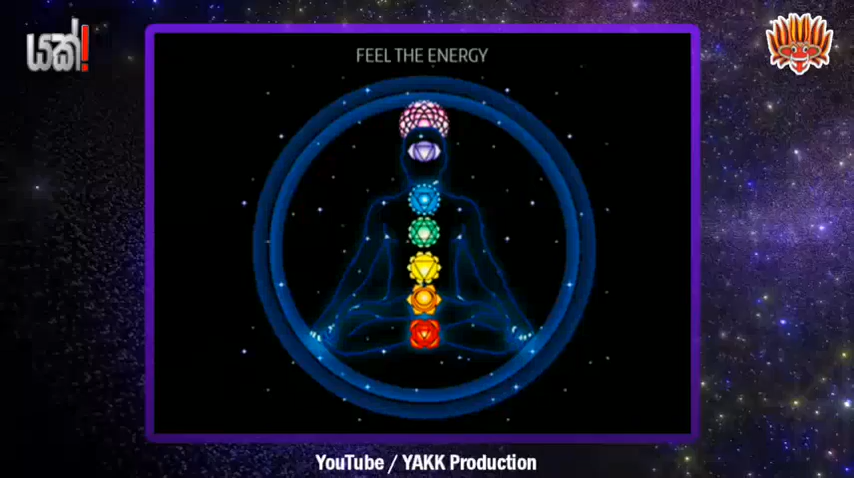 යක්!
FEEL THE ENERGY
YouTube / YAKK Production